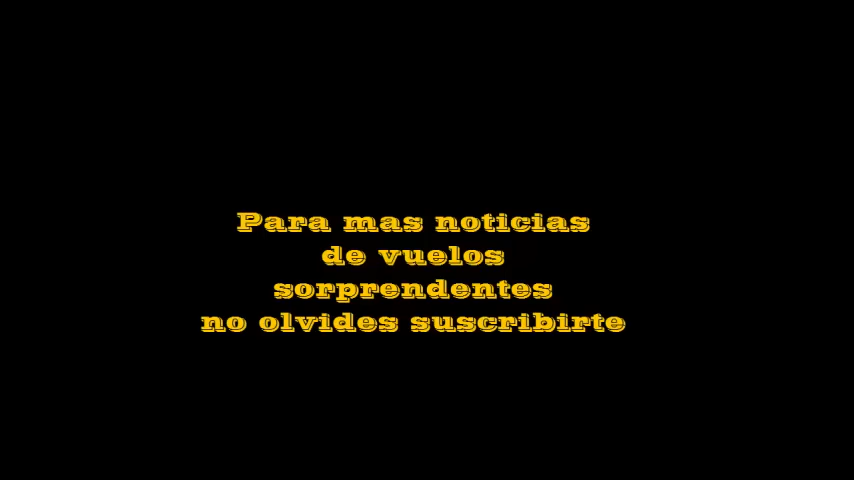 Para mas noticias
de vuelos
sorprendentes
no olvides suscribirte